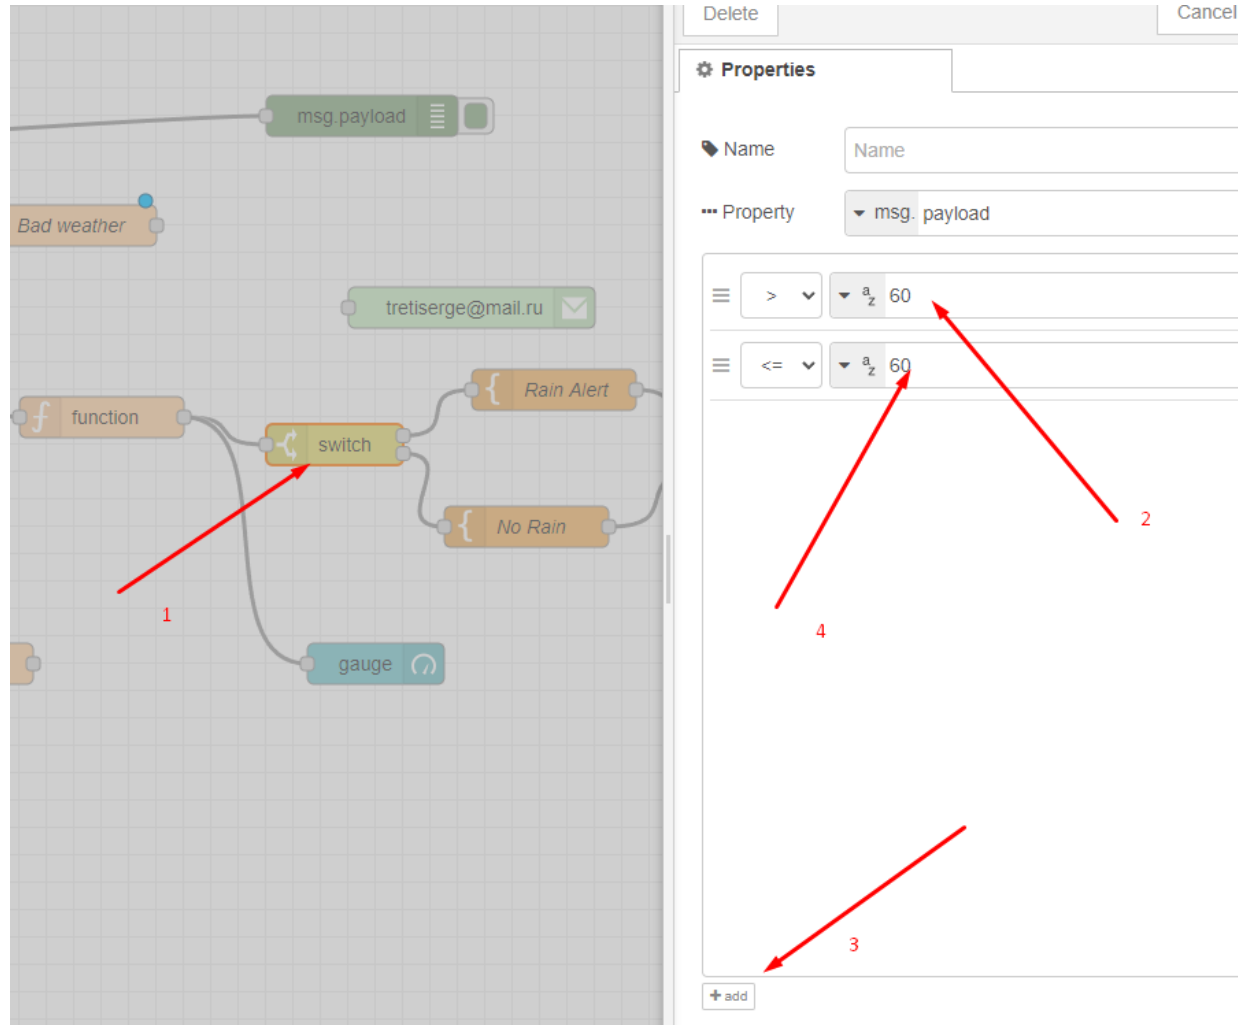 Delete
Cancel
Properties
msg.payload
Name
Name
Bad weather
Property
msg. payload
> a z 60
tretiserge@mail.ru
<= a z 60
Rain Alert
function
switch
No Rain
2
1
4
gauge
3
+ add